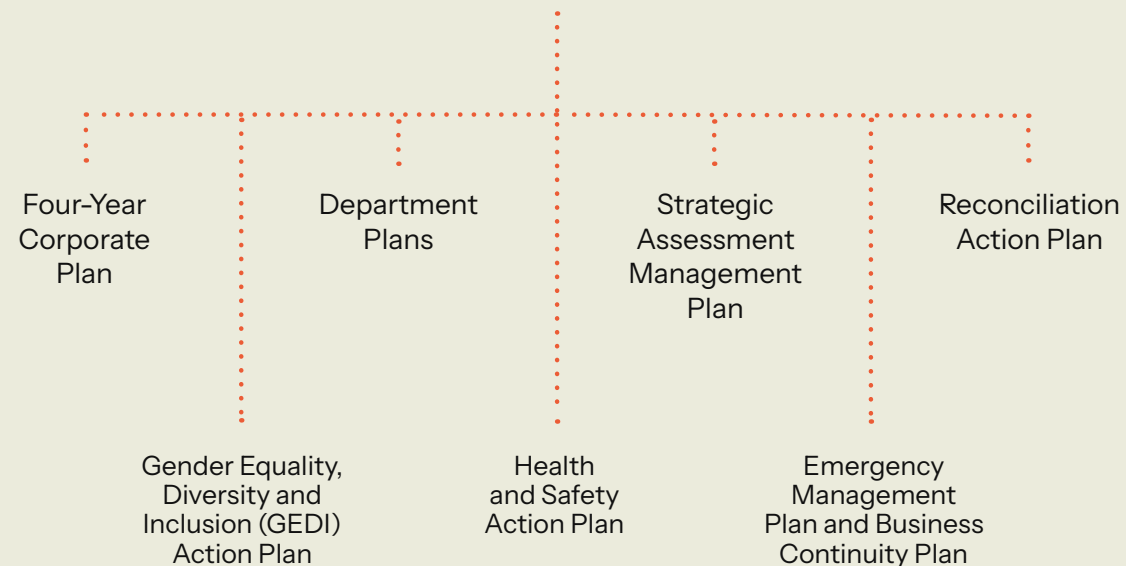 Four-Year
Corporate
Plan
Department
Plans
Strategic
Assessment
Management
Plan
Reconciliation
Action Plan
Gender Equality,
Diversity and
Inclusion (GEDI)
Action Plan
Health
and Safety
Action Plan
Emergency
Management
Plan and Business
Continuity Plan